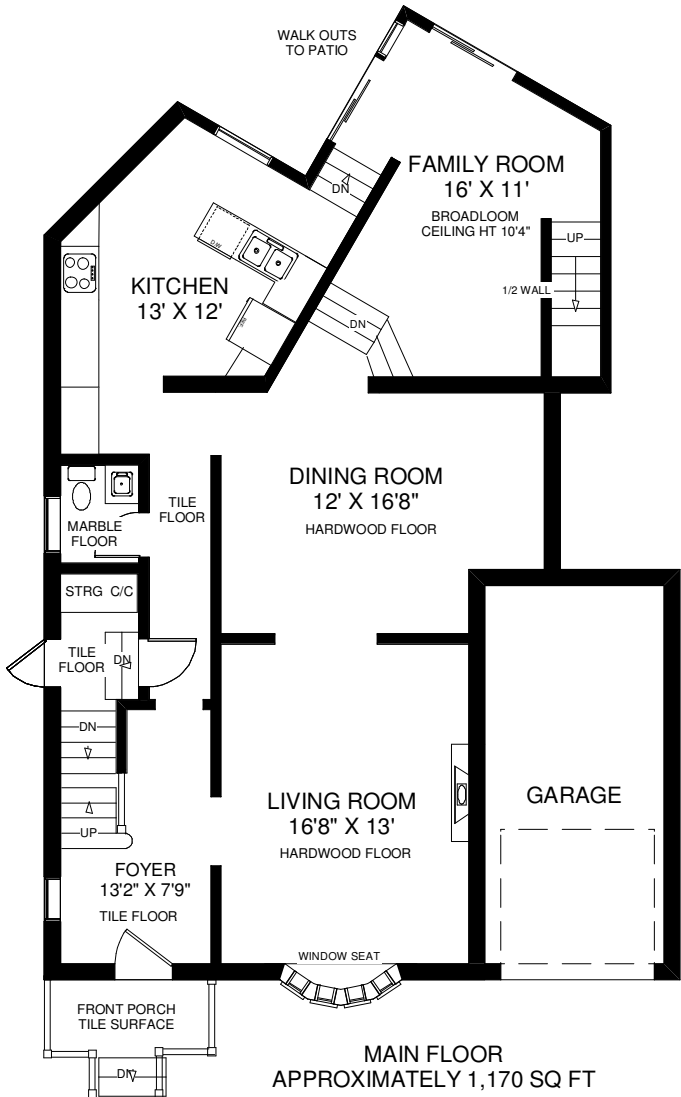 WALK OUTS
TO PATIO
FAMILY ROOM
16' X 11'
BROADLOOM
CEILING HT 10'4"
DN
UP
1/2 WALL
D/W
KITCHEN
13' X 12'
DN
DINING ROOM
12' X 16'8"
HARDWOOD FLOOR
TILE
FLOOR
MARBLE
FLOOR
STRG C/C
TILE
FLOOR
DN
DN
UP
LIVING ROOM
16'8" X 13'
HARDWOOD FLOOR
GARAGE
FOYER
13'2" X 7'9"
TILE FLOOR
WINDOW SEAT
FRONT PORCH
TILE SURFACE
DN
MAIN FLOOR
APPROXIMATELY 1,170 SQ FT